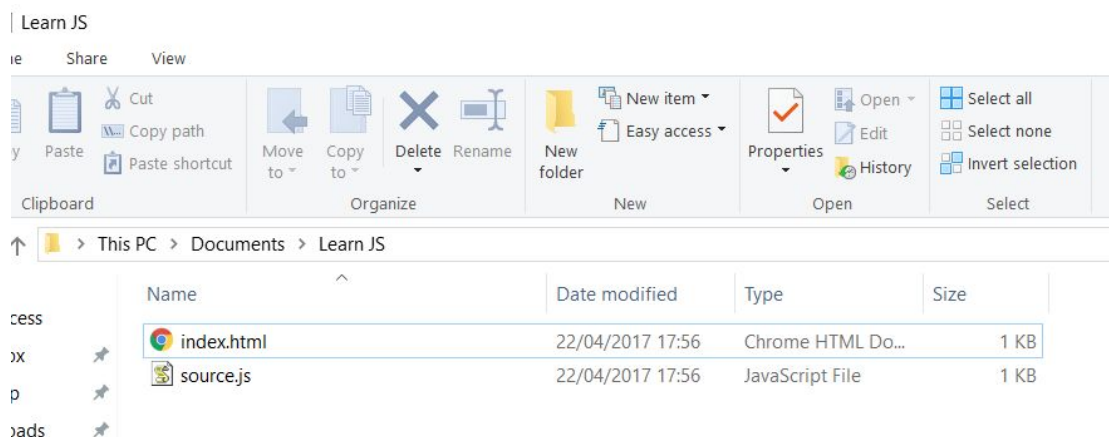 Learn JS
Share View
Cut
Copy path
Paste shortcut
Paste
Move to
Copy to
Delete
Rename
New folder
New item
Easy access
Properties
Open
Edit
History
Select all
Select none
Invert selection
Clipboard Organize New Open Select
> This PC > Documents > Learn JS
Name Date modified Type Size
index.html 22/04/2017 17:56 Chrome HTML Do... 1 KB
source.js 22/04/2017 17:56 JavaScript File 1 KB